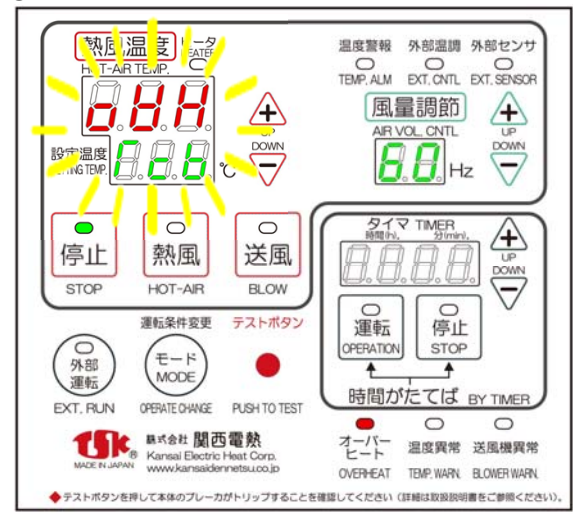 熱風温度 ヒータ
HOT-AIR TEMP. HEATER
oHA
設定温度
SETTING TEMP.
℃
+
UP
DOWN
−
温度警報 外部温調 外部センサ
TEMP. ALM EXT. CNTL EXT. SENSOR
風量調節
AIR VOL. CNTL
60 Hz
+
UP
DOWN
−
停止 熱風 送風
STOP HOT-AIR BLOW
タイマ TIMER
時間(h). 分(min).
8.8.8.8.
+
UP
DOWN
−
運転 停止
OPERATION STOP
時間がたてば BY TIMER
運転条件変更 テストボタン
外部
運転
モード
MODE
EXT. RUN OPERATE CHANGE PUSH TO TEST
TSK®
MADE IN JAPAN
株式会社 関西電熱
Kansai Electric Heat Corp.
www.kansaidennetsu.co.jp
オーバー
ヒート 温度異常 送風機異常
OVERHEAT TEMP. WARN. BLOWER WARN.
◆テストボタンを押して本体のブレーカがトリップすることを確認してください（詳細は取扱説明書をご参照ください）。